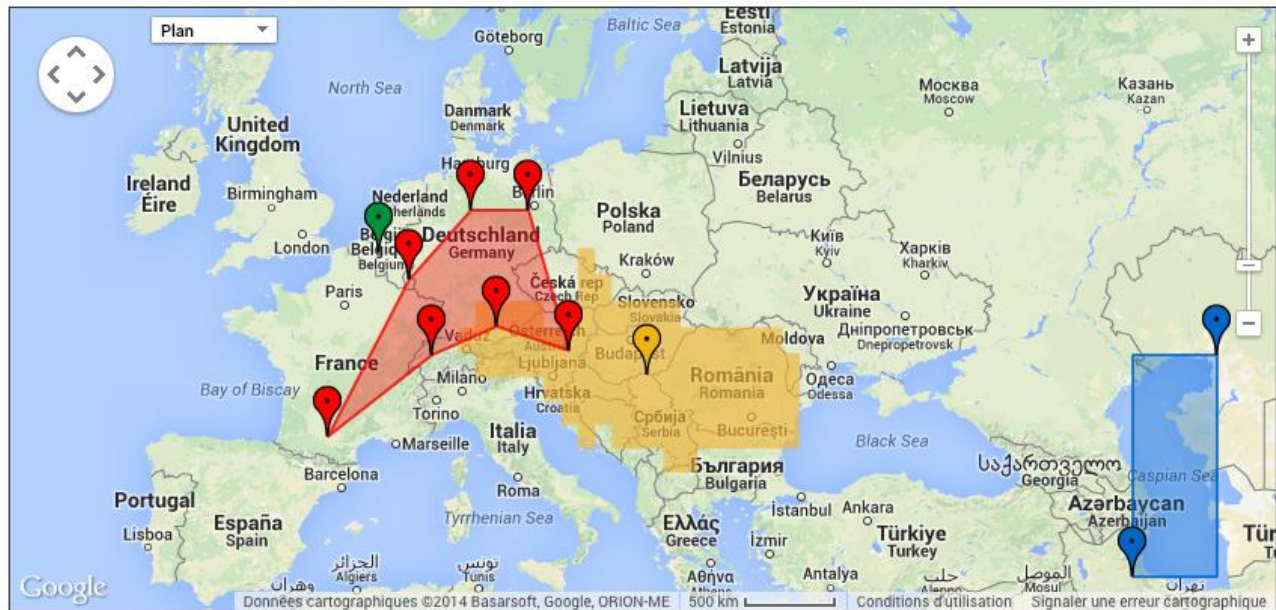 Plan
Eesti
Estonia
Baltic Sea
Göteborg
Latvija
Latvia
Москва
Moscow
Казань
Kazan
North Sea
Danmark
Denmark
Lietuva
Lithuania
United
Kingdom
Vilnius
Беларусь
Belarus
Ireland
Éire
Birmingham
Nederland
Berlin
Polska
Poland
London
Belgium
Deutschland
Germany
Київ
Kyiv
Харків
Kharkiv
Paris
Česká rep
Czech Rep
Kraków
Slovensko
Slovakia
Україна
Ukraine
Дніпропетровськ
Dnepropetrovsk
Vaduz
Österreich
Budapest
Moldova
France
Ljubljana
România
Romania
Одеса
Odessa
Bay of Biscay
Milano
Torino
Hrvatska
Croatia
Србија
Serbia
București
Marseille
Italia
Italy
Black Sea
България
Bulgaria
საქართველო
Georgia
Caspian Sea
Barcelona
Roma
Portugal
España
Spain
Lisboa
Tyrrhenian Sea
İstanbul
Ankara
Azərbaycan
Azerbaijan
Ελλάς
Greece
İzmir
Türkiye
Turkey
الجزائر
Algiers
تونس
Tunis
وهران
Αθήνα
Antalya
حلب
الموصل
Mosul
تهران
Google
Données cartographiques ©2014 Basarsoft, Google, ORION-ME
500 km
Conditions d'utilisation
Signaler une erreur cartographique